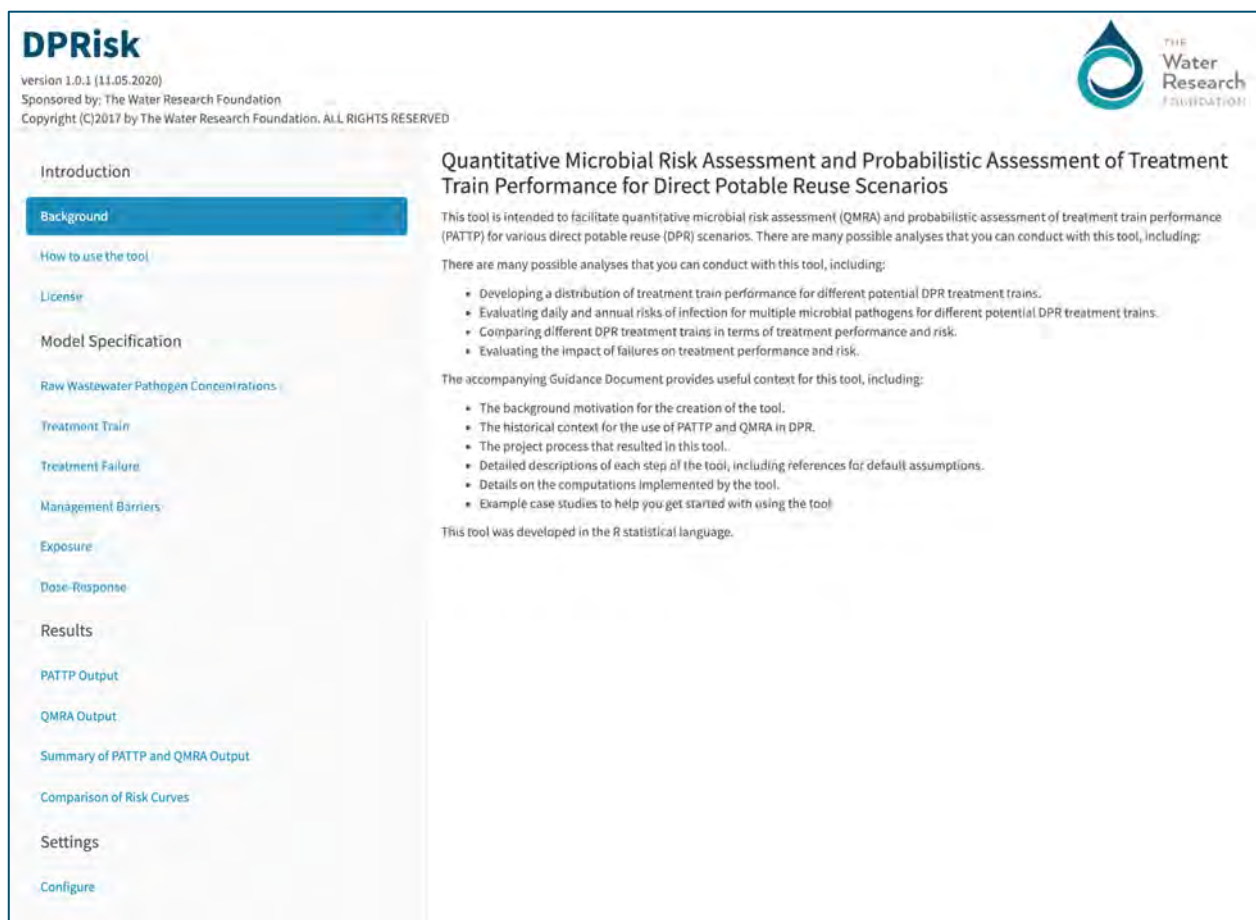 DPRisk
version 1.0.1 (11.05.2020)
Sponsored by: The Water Research Foundation
Copyright (C)2017 by The Water Research Foundation. ALL RIGHTS RESERVED
THE
Water
Research
FOUNDATION
Introduction
Background
How to use the tool
License
Model Specification
Raw Wastewater Pathogen Concentrations
Treatment Train
Treatment Failure
Management Barriers
Exposure
Dose-Response
Results
PATTP Output
QMRA Output
Summary of PATTP and QMRA Output
Comparison of Risk Curves
Settings
Configure
Quantitative Microbial Risk Assessment and Probabilistic Assessment of Treatment
Train Performance for Direct Potable Reuse Scenarios
This tool is intended to facilitate quantitative microbial risk assessment (QMRA) and probabilistic assessment of treatment train performance
(PATTP) for various direct potable reuse (DPR) scenarios. There are many possible analyses that you can conduct with this tool, including:
There are many possible analyses that you can conduct with this tool, including:
• Developing a distribution of treatment train performance for different potential DPR treatment trains.
• Evaluating daily and annual risks of infection for multiple microbial pathogens for different potential DPR treatment trains.
• Comparing different DPR treatment trains in terms of treatment performance and risk.
• Evaluating the impact of failures on treatment performance and risk.
The accompanying Guidance Document provides useful context for this tool, including:
• The background motivation for the creation of the tool.
• The historical context for the use of PATTP and QMRA in DPR.
• The project process that resulted in this tool.
• Detailed descriptions of each step of the tool, including references for default assumptions.
• Details on the computations implemented by the tool.
• Example case studies to help you get started with using the tool
This tool was developed in the R statistical language.